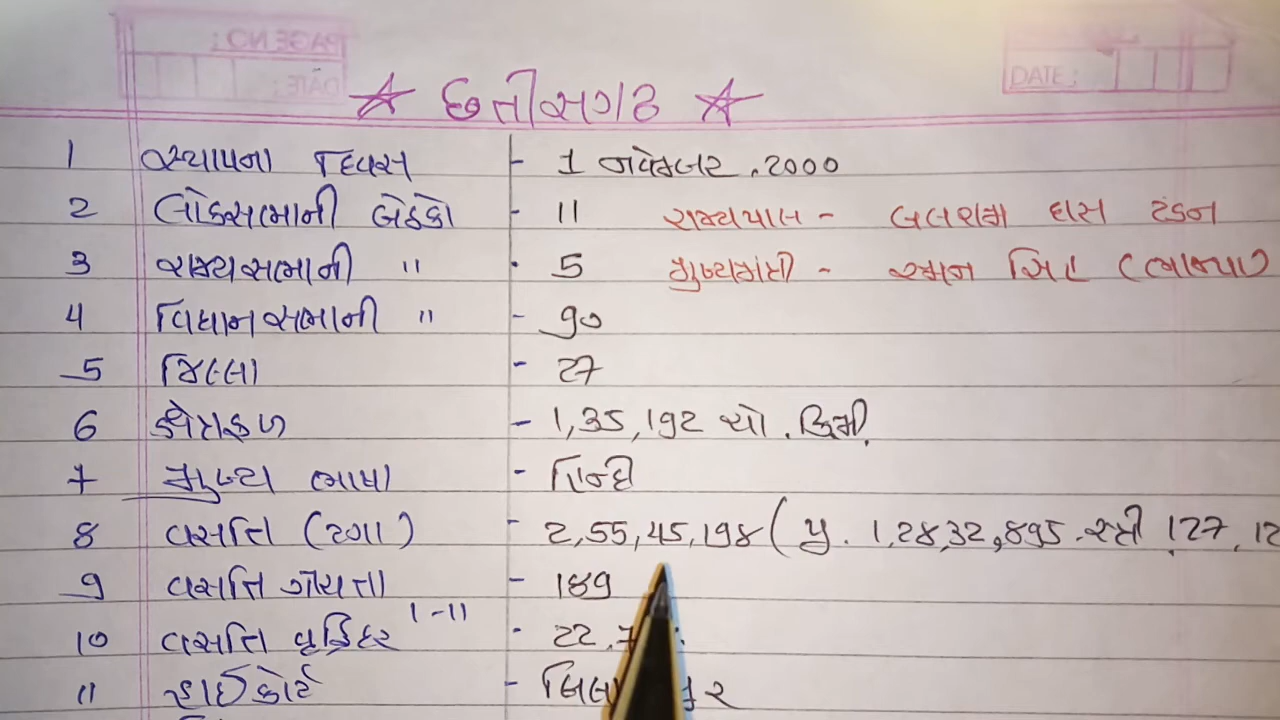 PAGE NO :
DATE :
DATE :
☆ છત્તીસગઢ ☆
1 સ્થાપના દિવસ - 1 નવેમ્બર, 2000
2 લોકસભાની બેઠકો - 11 રાજ્યપાલ - બલરામ દાસ ટંડન
3 રાજ્યસભાની " - 5 મુખ્યમંત્રી - રમન સિંહ (ભાજપા)
4 વિધાનસભાની " - 90
5 જિલ્લા - 27
6 ક્ષેત્રફળ - 1,35,192 ચો. કિમી.
7 મુખ્ય ભાષા - હિન્દી
8 વસતિ (2011) - 2,55,45,198 (પુ. 1,28,32,895. સ્ત્રી 127,12
9 વસતિ ગીચતા - 189
10 વસતિ વૃદ્ધિદર 1-11 - 22.
11 હાઈકોર્ટ -